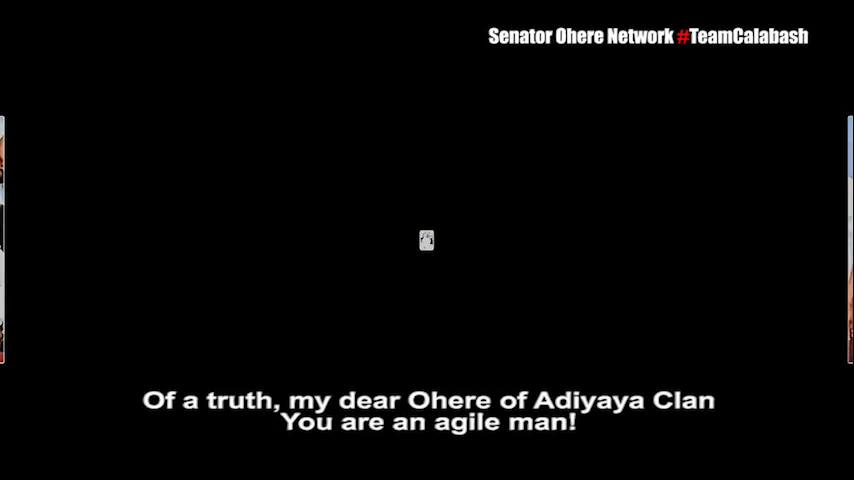 Senator Ohere Network #TeamCalabash
Of a truth, my dear Ohere of Adiyaya Clan
You are an agile man!